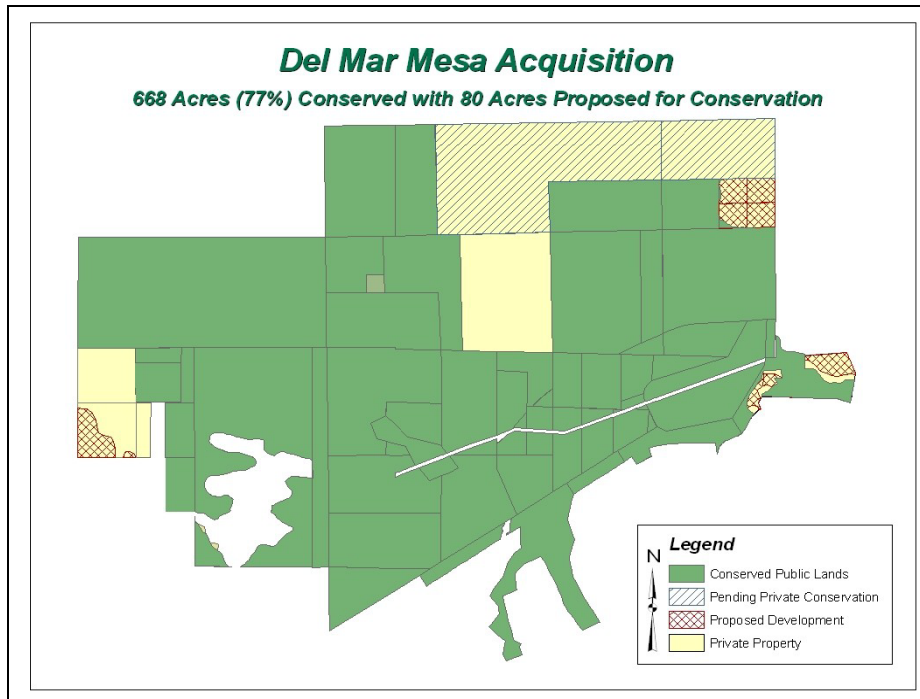 Del Mar Mesa Acquisition
668 Acres (77%) Conserved with 80 Acres Proposed for Conservation
Legend
N
Conserved Public Lands
Pending Private Conservation
Proposed Development
Private Property